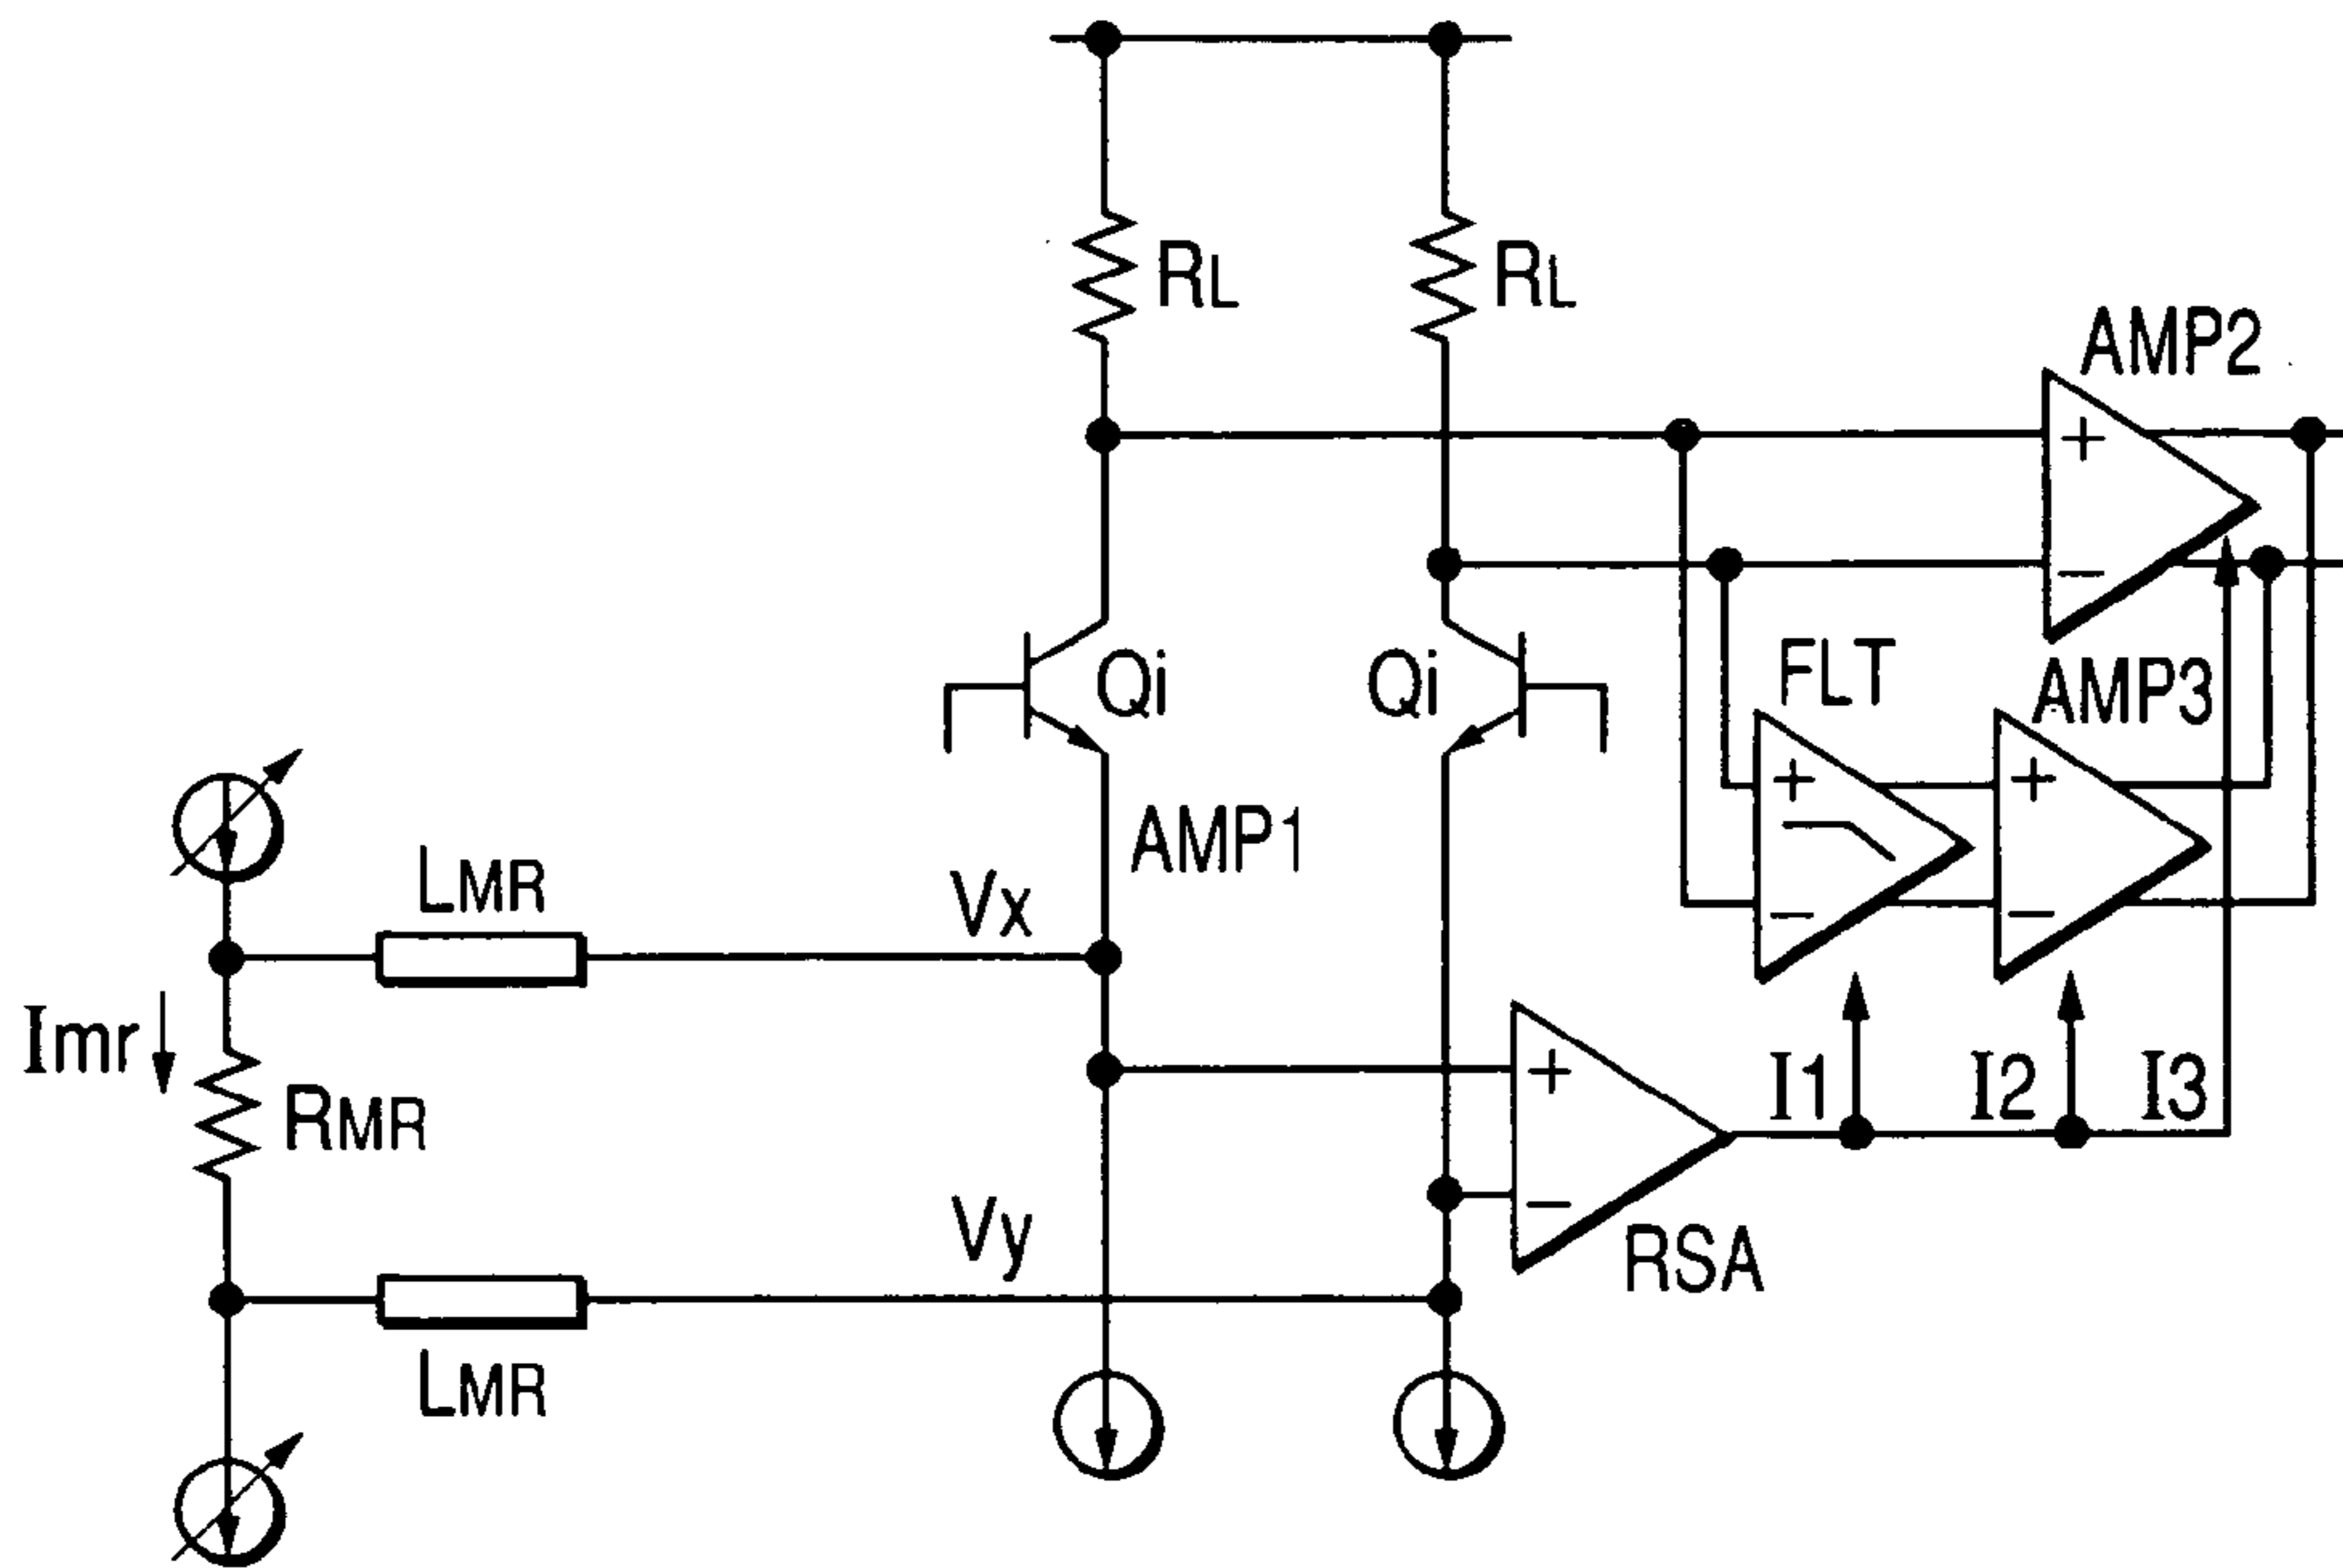 RL
RL
AMP2
+
−
Qi
Qi
FLT
AMP3
+
−
+
−
AMP1
LMR
Vx
Imr
RMR
+
−
I1
I2
I3
Vy
RSA
LMR